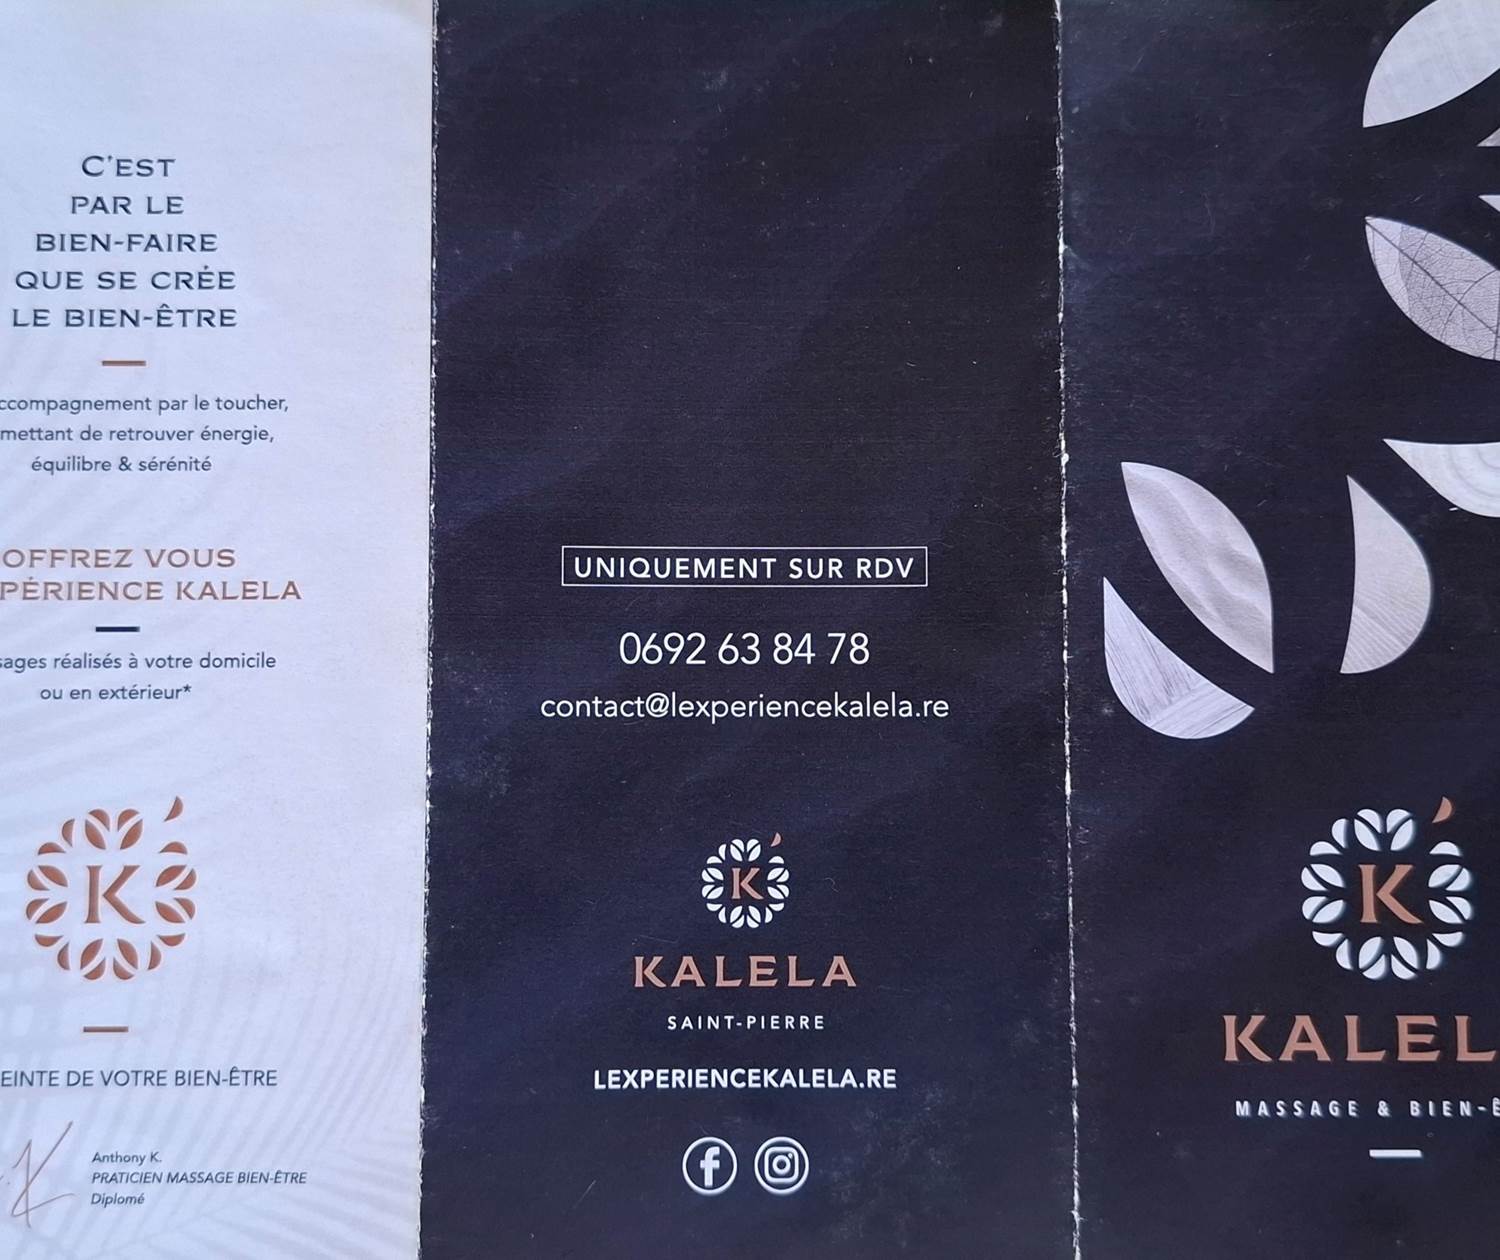 C'EST
PAR LE
BIEN-FAIRE
QUE SE CRÉE
LE BIEN-ÊTRE
ccompagnement par le toucher,
mettant de retrouver énergie,
équilibre & sérénité
OFFREZ VOUS
PÉRIENCE KALELA
sages réalisés à votre domicile
ou en extérieur*
K
EINTE DE VOTRE BIEN-ÊTRE
Anthony K.
PRATICIEN MASSAGE BIEN-ÊTRE
Diplomé
UNIQUEMENT SUR RDV
0692 63 84 78
contact@lexperiencekalela.re
K
KALELA
SAINT-PIERRE
LEXPERIENCEKALELA.RE
K
KALEL
MASSAGE & BIEN-Ê